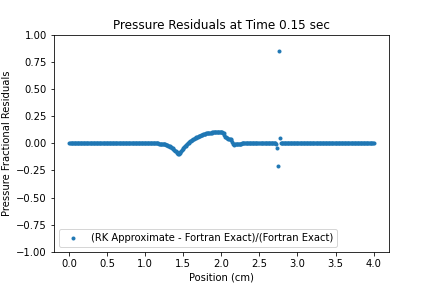 Pressure Residuals at Time 0.15 sec
Pressure Fractional Residuals
1.00
0.75
0.50
0.25
0.00
−0.25
−0.50
−0.75
−1.00
(RK Approximate - Fortran Exact)/(Fortran Exact)
0.0 0.5 1.0 1.5 2.0 2.5 3.0 3.5 4.0
Position (cm)